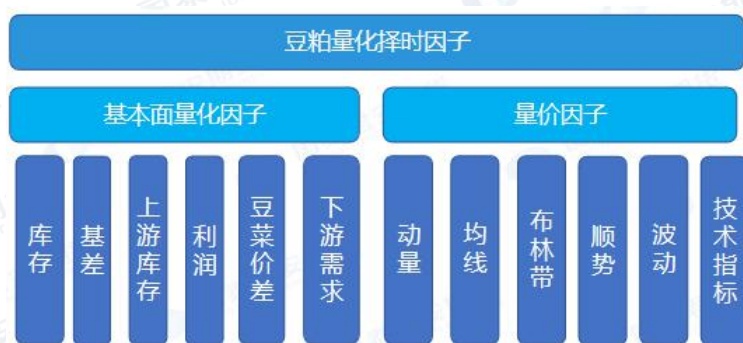 豆粕量化择时因子
基本面量化因子
量价因子
库存
基差
上游库存
利润
豆菜价差
下游需求
动量
均线
布林带
顺势
波动
技术指标